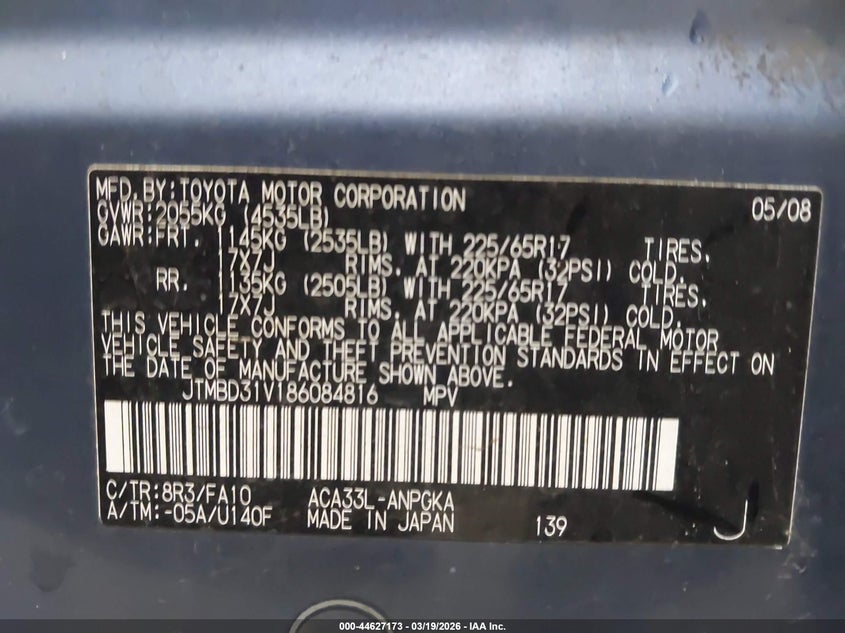 MFD.BY:TOYOTA MOTOR CORPORATION 05/08
GVWR:2055KG (4535LB)
GAWR:FRT. 1145KG (2535LB) WITH 225/65R17 TIRES,
17X7J RIMS, AT 220KPA (32PSI) COLD.
RR. 1135KG (2505LB) WITH 225/65R17 TIRES,
17X7J RIMS, AT 220KPA (32PSI) COLD.
THIS VEHICLE CONFORMS TO ALL APPLICABLE FEDERAL MOTOR
VEHICLE SAFETY AND THEFT PREVENTION STANDARDS IN EFFECT ON
THE DATE OF MANUFACTURE SHOWN ABOVE.
JTMBD31V186084816 MPV
C/TR:8R3/FA10 ACA33L-ANPGKA
A/TM:-05A/U140F MADE IN JAPAN 139 J
000-44627173 - 03/19/2026 - IAA Inc.